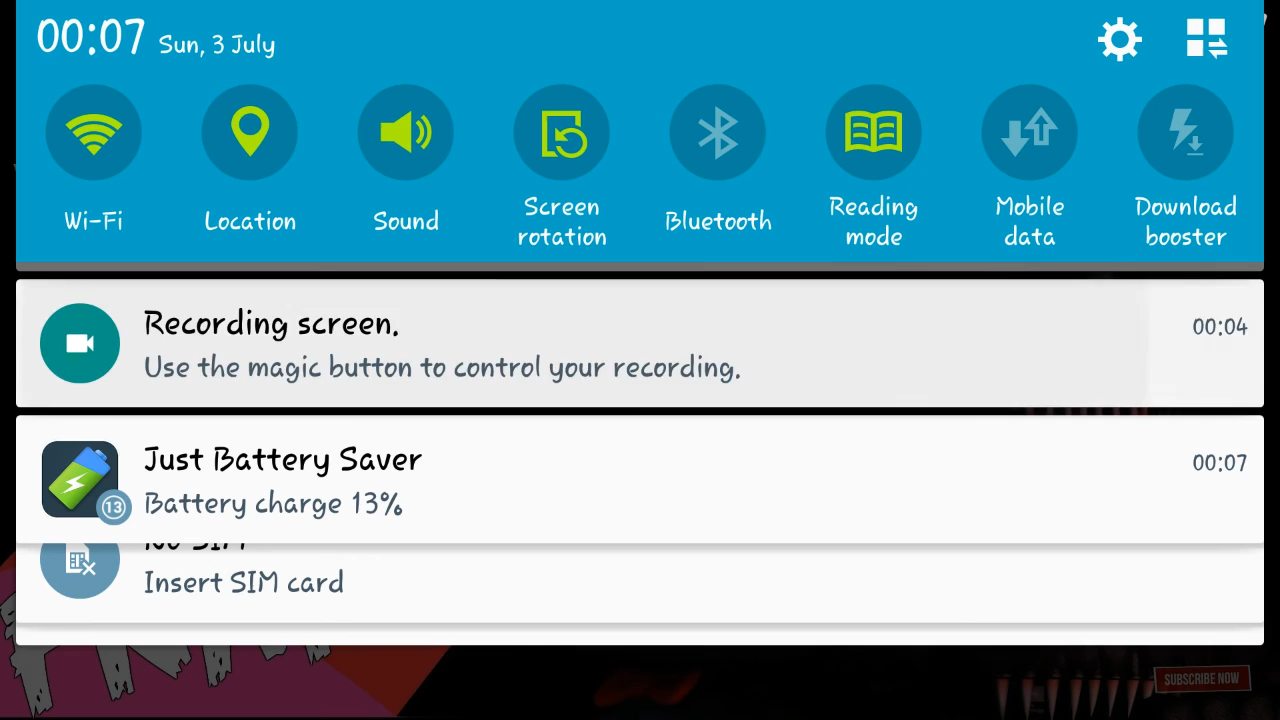 00:07 Sun, 3 July
Wi-Fi
Location
Sound
Screen
rotation
Bluetooth
Reading
mode
Mobile
data
Download
booster
Recording screen.
00:04
Use the magic button to control your recording.
Just Battery Saver
00:07
13
Battery charge 13%
No SIM
Insert SIM card
SUBSCRIBE NOW